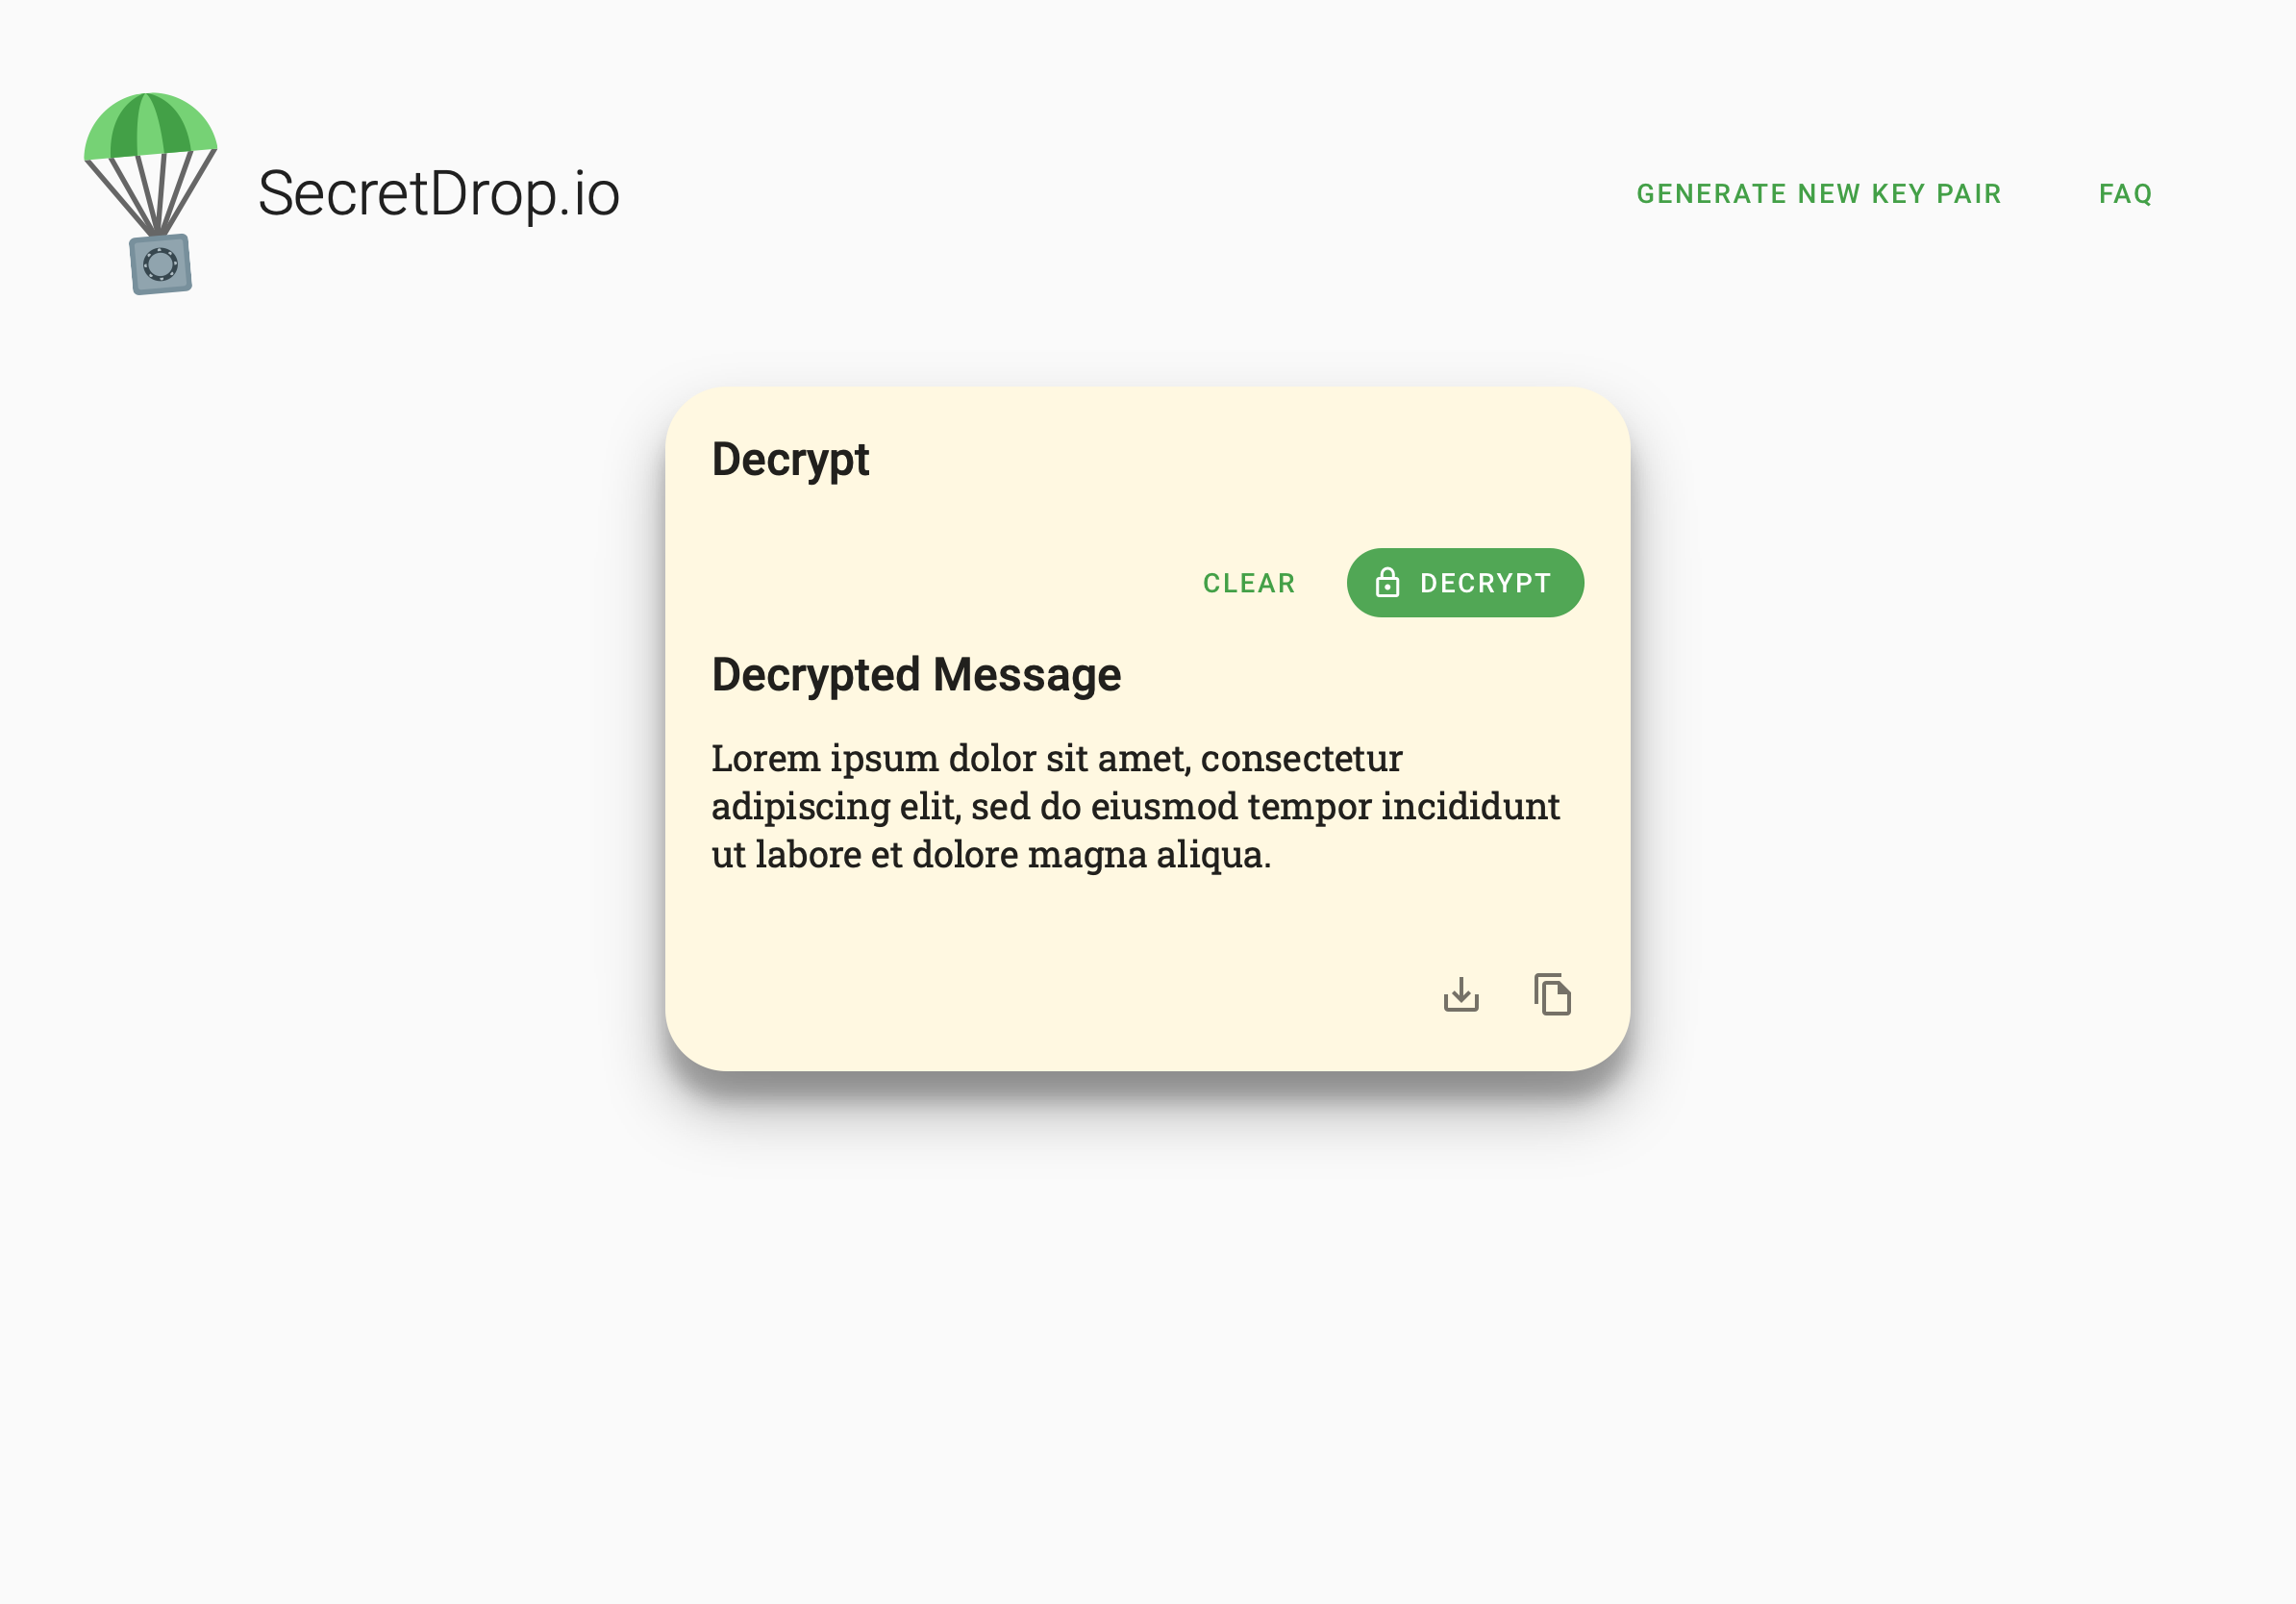 SecretDrop.io
GENERATE NEW KEY PAIR
FAQ
Decrypt
CLEAR
DECRYPT
Decrypted Message
Lorem ipsum dolor sit amet, consectetur
adipiscing elit, sed do eiusmod tempor incididunt
ut labore et dolore magna aliqua.